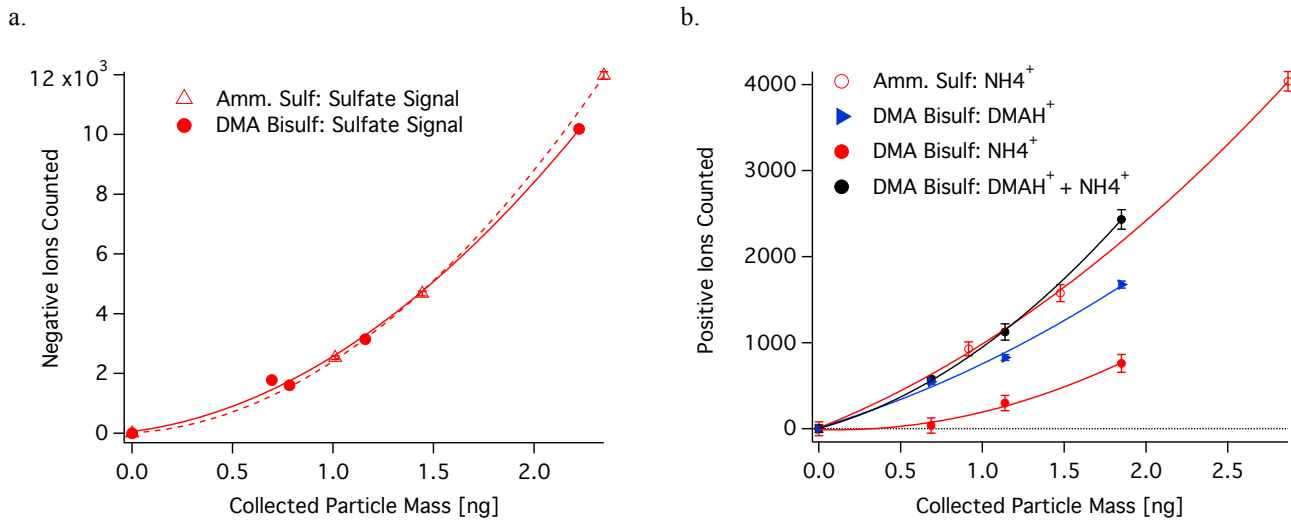 a.
12 x10³
10
8
6
4
2
0
Negative Ions Counted
Amm. Sulf: Sulfate Signal
DMA Bisulf: Sulfate Signal
0.0 0.5 1.0 1.5 2.0
Collected Particle Mass [ng]
b.
4000
3000
2000
1000
0
Positive Ions Counted
Amm. Sulf: NH4⁺
DMA Bisulf: DMAH⁺
DMA Bisulf: NH4⁺
DMA Bisulf: DMAH⁺ + NH4⁺
0.0 0.5 1.0 1.5 2.0 2.5
Collected Particle Mass [ng]